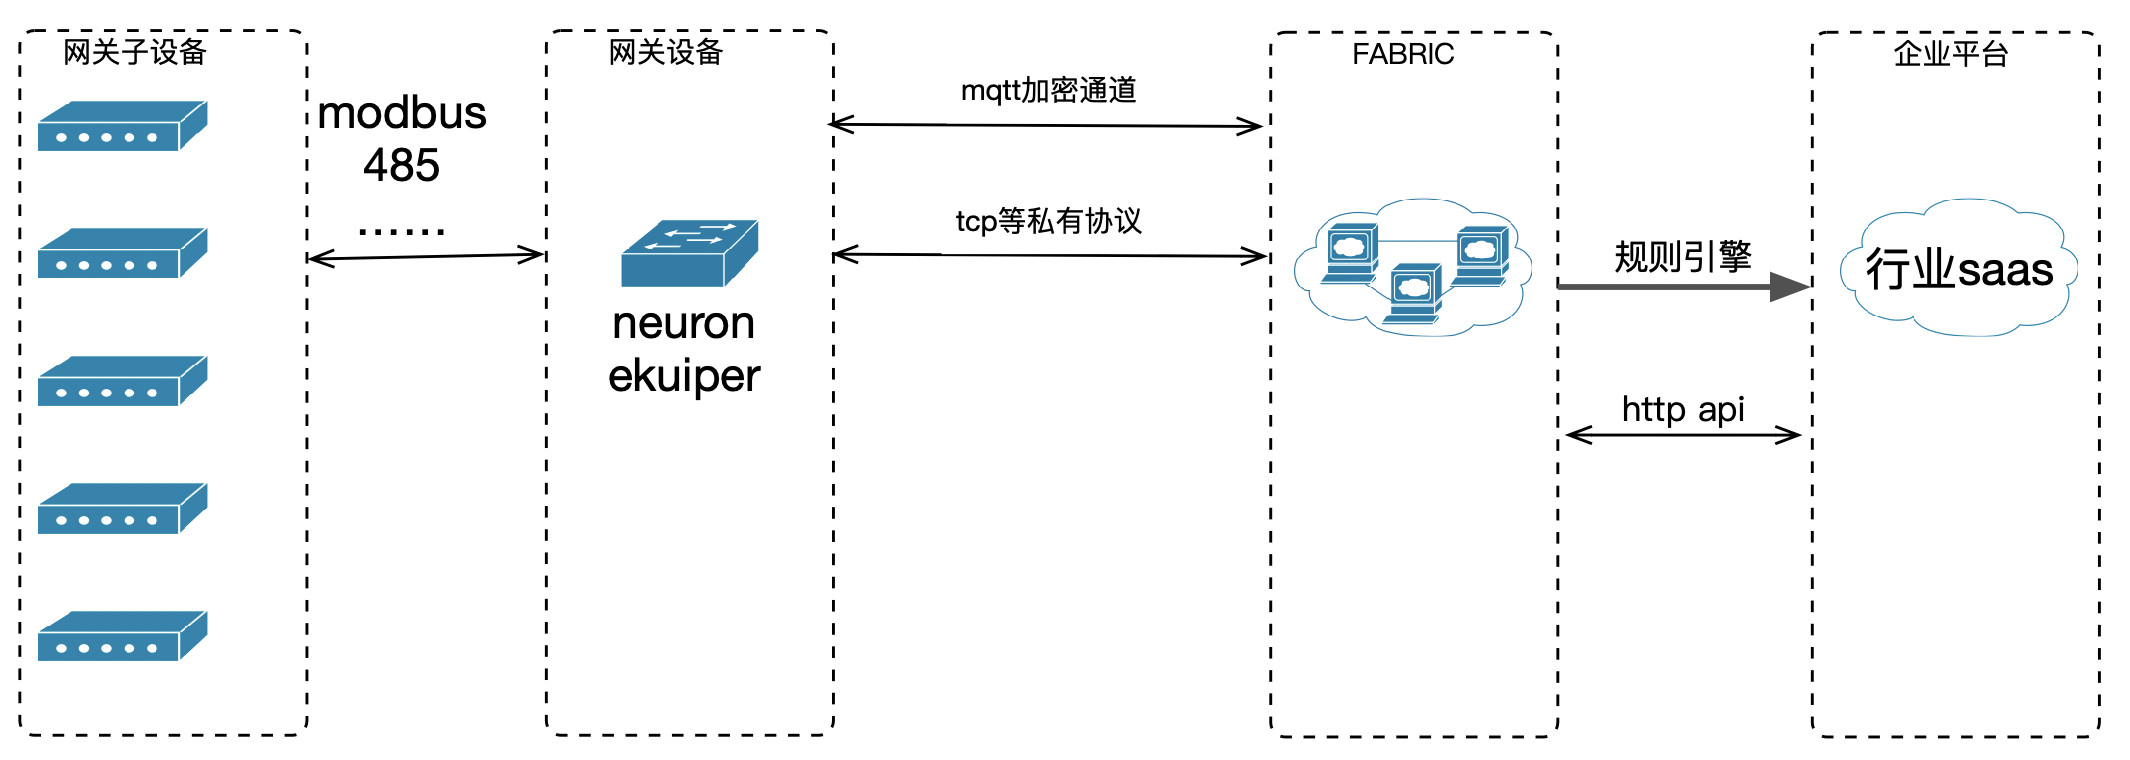 网关子设备
modbus
485
......
网关设备
neuron
ekuiper
mqtt加密通道
tcp等私有协议
FABRIC
规则引擎
http api
企业平台
行业saas